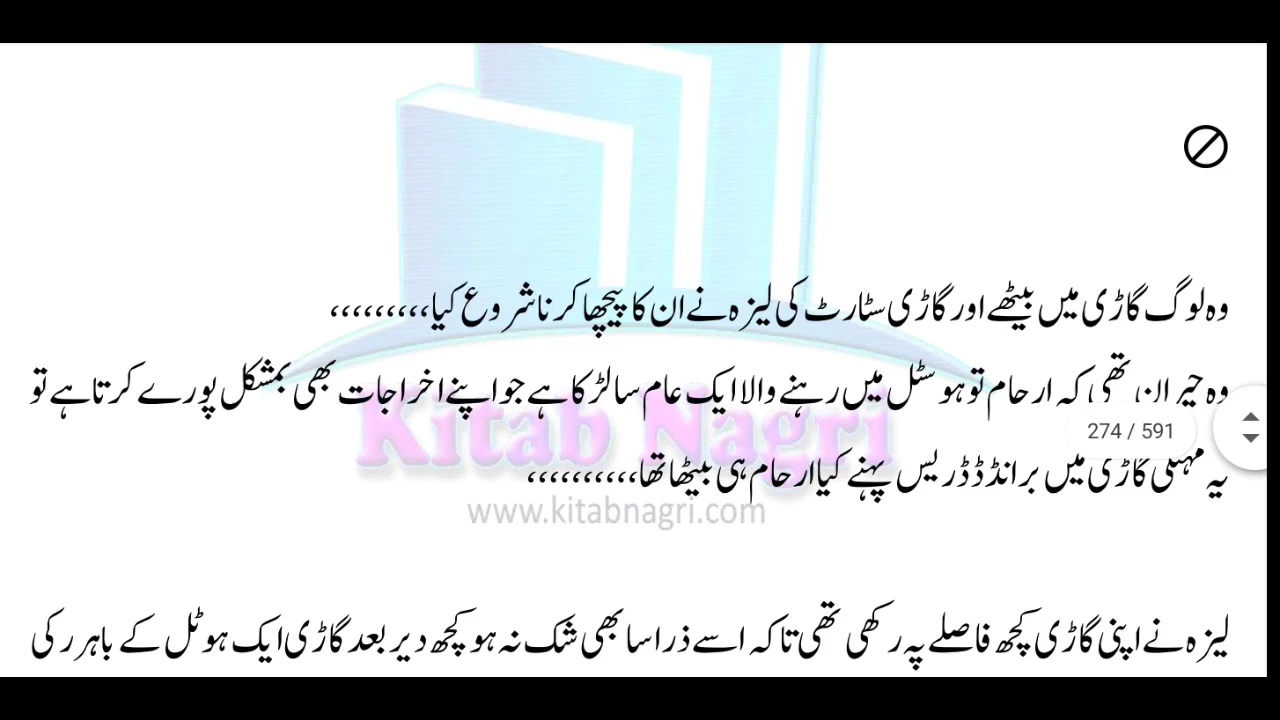 وہ لوگ گاڑی میں بیٹھے اور گاڑی سٹارٹ کی لیزہ نے ان کا پیچھا کرنا شروع کیا،،،،،،،،،
وہ حیران تھی کہ ارحام تو ہوسٹل میں رہنے والا ایک عام سا لڑکا ہے جو اپنے اخراجات بھی بمشکل پورے کرتا ہے تو
274 / 591
یہ مہنگی گاڑی میں برانڈڈ ڈریس پہنے کیا ارحام ہی بیٹھا تھا،،،،،،،،،،
Kitab Nagri
www.kitabnagri.com
لیزہ نے اپنی گاڑی کچھ فاصلے پہ رکھی تھی تاکہ اسے ذرا سا بھی شک نہ ہو کچھ دیر بعد گاڑی ایک ہوٹل کے باہر رکی